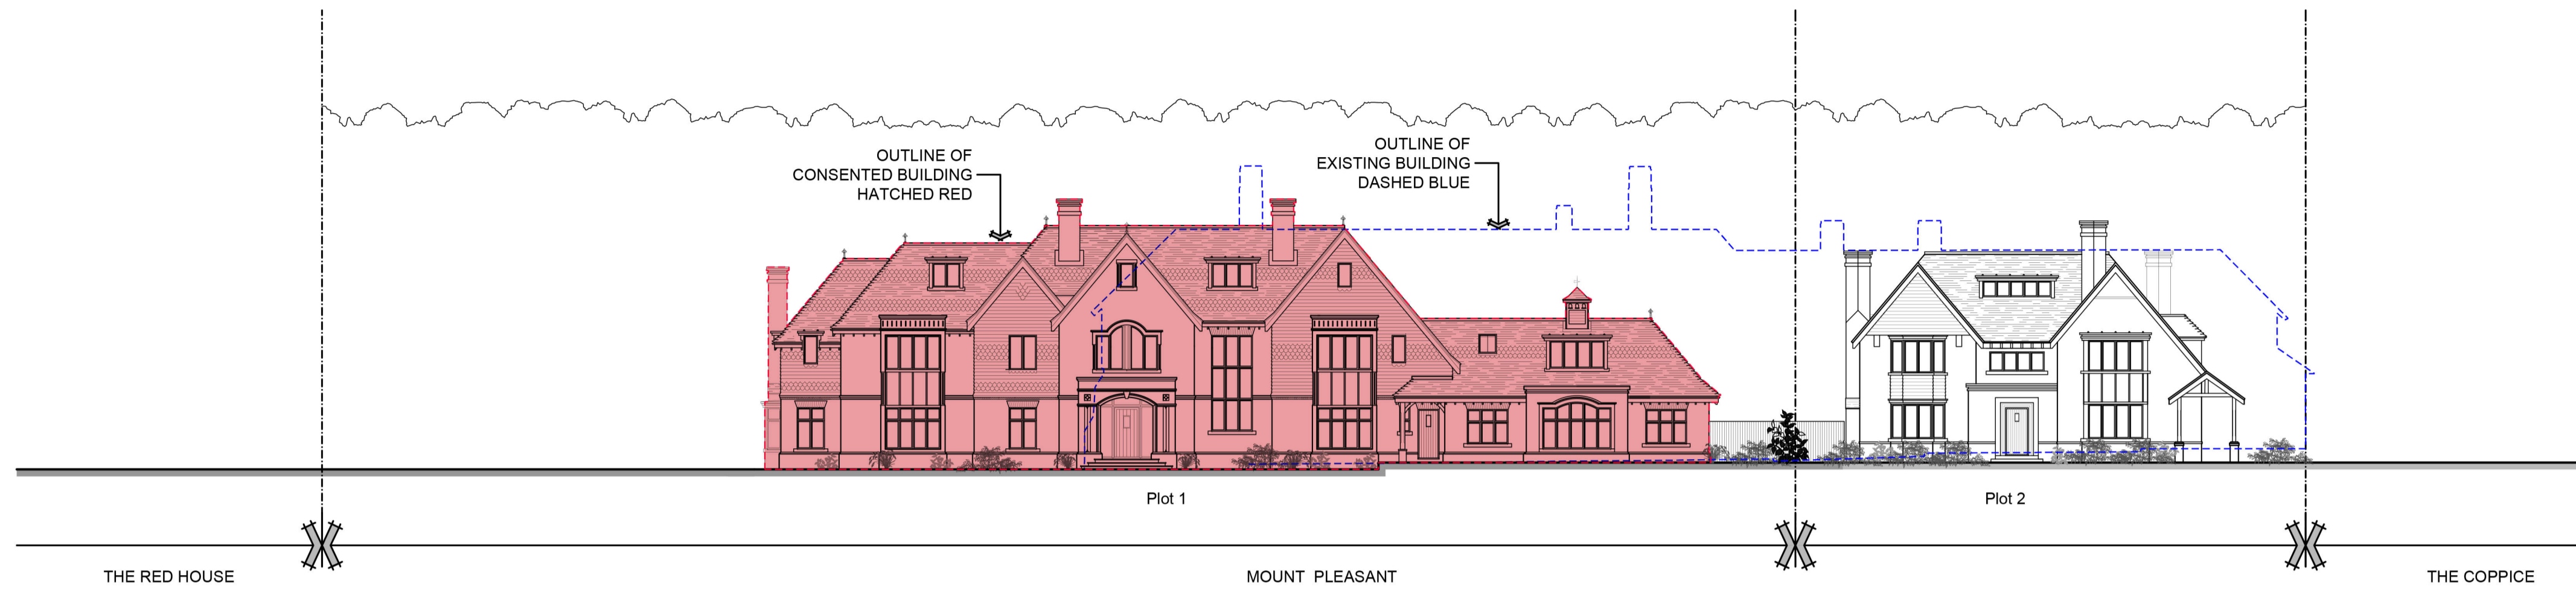 OUTLINE OF
CONSENTED BUILDING
HATCHED RED
OUTLINE OF
EXISTING BUILDING
DASHED BLUE
Plot 1
Plot 2
THE RED HOUSE
MOUNT PLEASANT
THE COPPICE